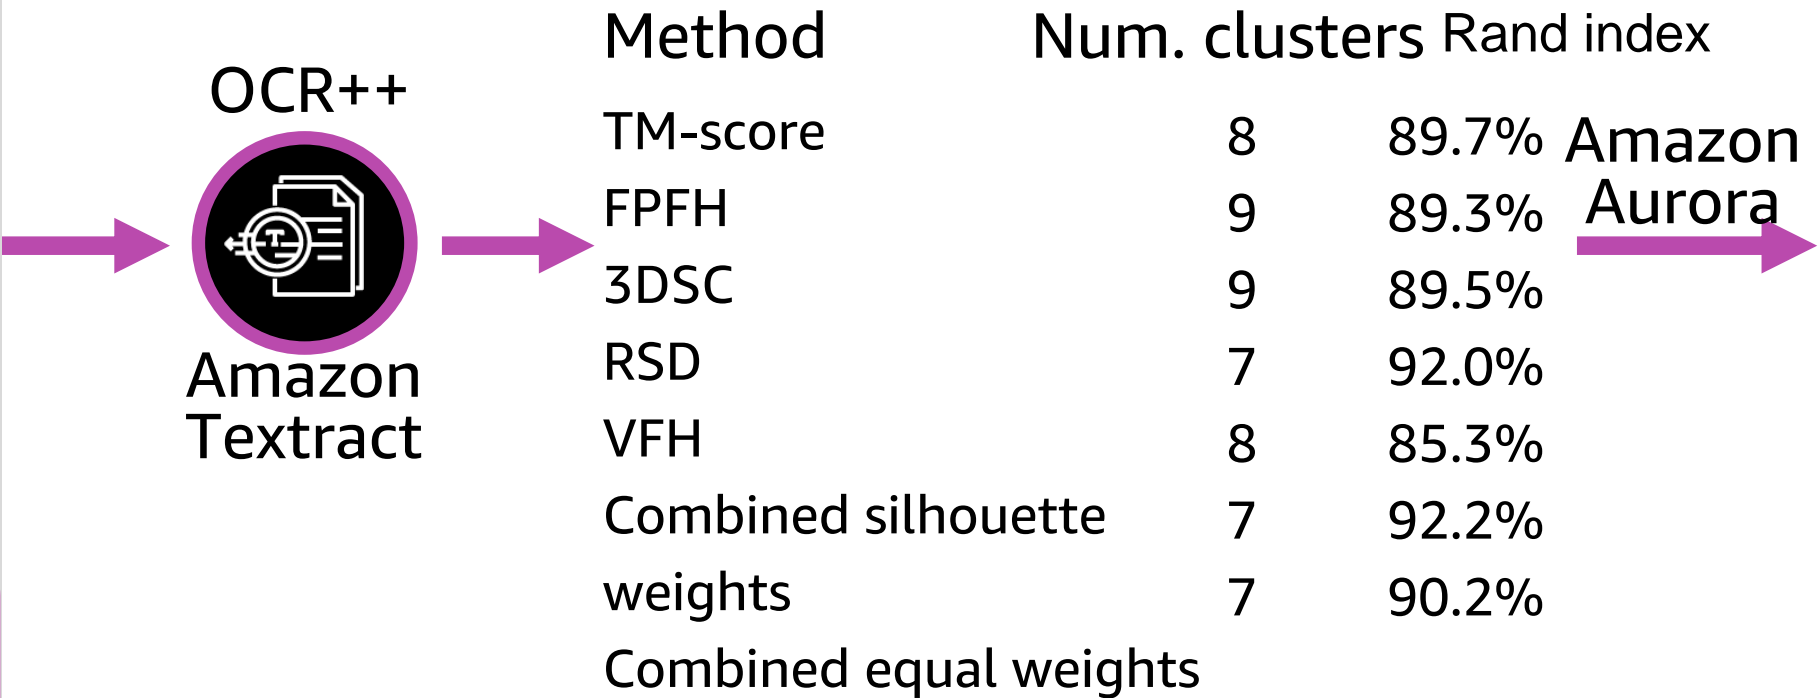 OCR++
Amazon
Textract
Method Num. clusters Rand index
TM-score 8 89.7%
FPFH 9 89.3%
3DSC 9 89.5%
RSD 7 92.0%
VFH 8 85.3%
Combined silhouette 7 92.2%
weights 7 90.2%
Combined equal weights
Amazon
Aurora